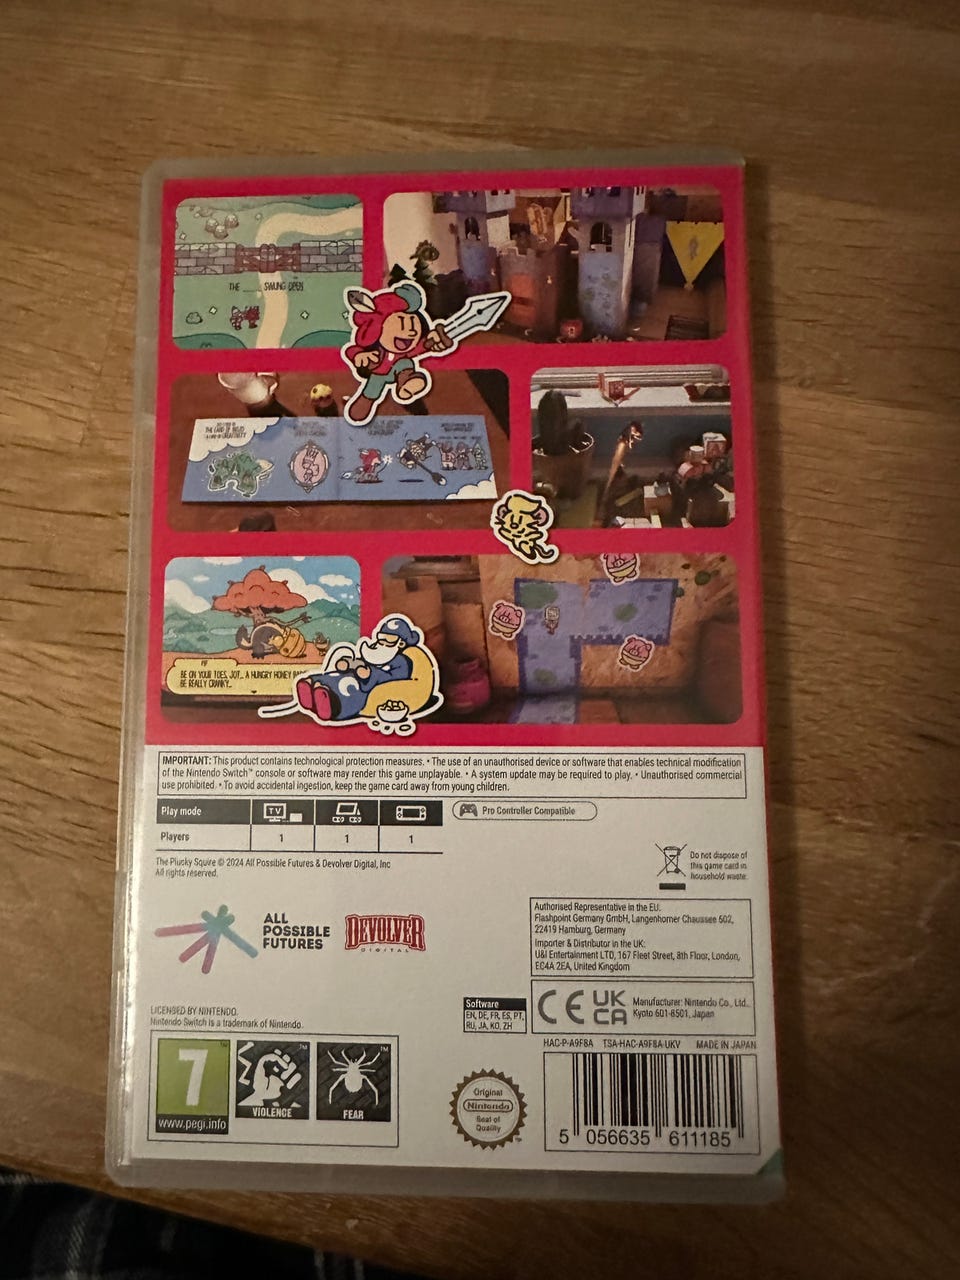 THE ____ SWUNG OPEN
THE LAND OF MOJO
A LAND OF CREATIVITY
BE ON YOUR TOES, JOT... A HUNGRY HONEY
BE REALLY CRANKY...
IMPORTANT: This product contains technological protection measures. • The use of an unauthorised device or software that enables technical modification
of the Nintendo Switch™ console or software may render this game unplayable. • A system update may be required to play. • Unauthorised commercial
use prohibited. • To avoid accidental ingestion, keep the game card away from young children.
Play mode
TV
Pro Controller Compatible
Players 1 1 1
The Plucky Squire © 2024 All Possible Futures & Devolver Digital, Inc
All rights reserved.
Do not dispose of
this game card in
household waste.
ALL
POSSIBLE
FUTURES
DEVOLVER
DIGITAL
Authorised Representative in the EU:
Flashpoint Germany GmbH, Langenhorner Chaussee 602,
22419 Hamburg, Germany
Importer & Distributor in the UK:
U&I Entertainment LTD, 167 Fleet Street, 8th Floor, London,
EC4A 2EA, United Kingdom
LICENSED BY NINTENDO.
Nintendo Switch is a trademark of Nintendo.
Software
EN, DE, FR, ES, PT,
RU, JA, KO, ZH
CE
UK
CA
Manufacturer: Nintendo Co., Ltd.,
Kyoto 601-8501, Japan
HAC-P-A9F8A TSA-HAC-A9F8A-UKV MADE IN JAPAN
7
www.pegi.info
VIOLENCE
FEAR
Original
Nintendo
Seal of
Quality
5 056635 611185